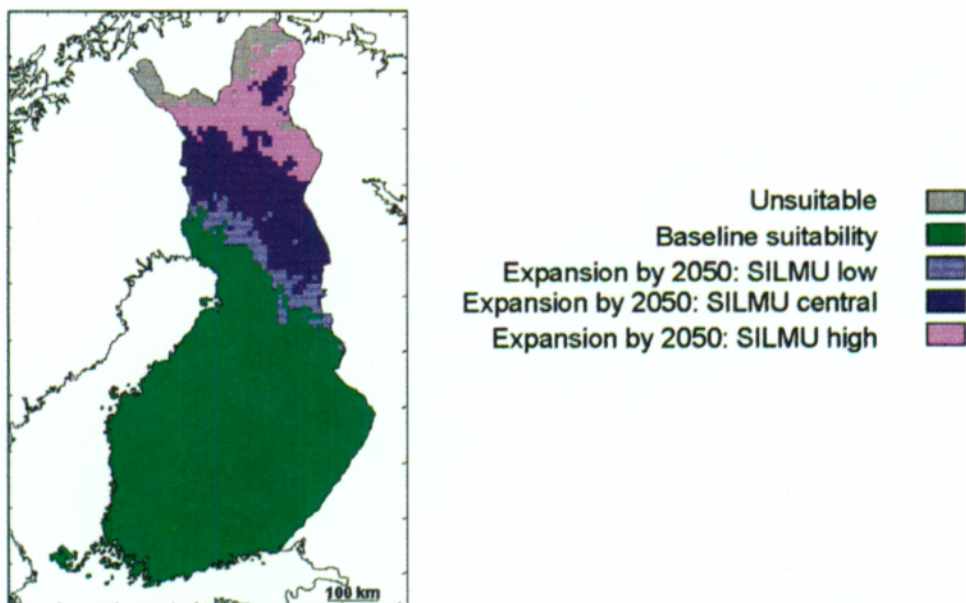 Unsuitable
Baseline suitability
Expansion by 2050: SILMU low
Expansion by 2050: SILMU central
Expansion by 2050: SILMU high
100 km